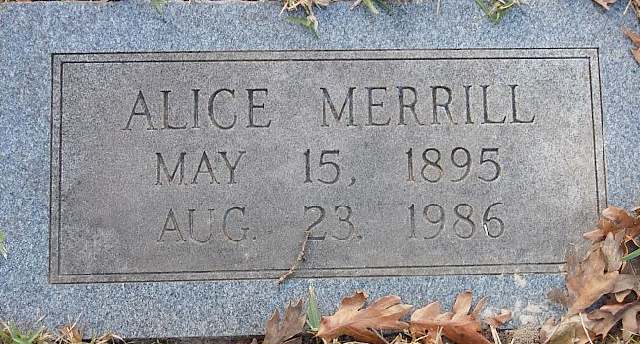 ALICE MERRILL
MAY 15, 1895
AUG. 23, 1986